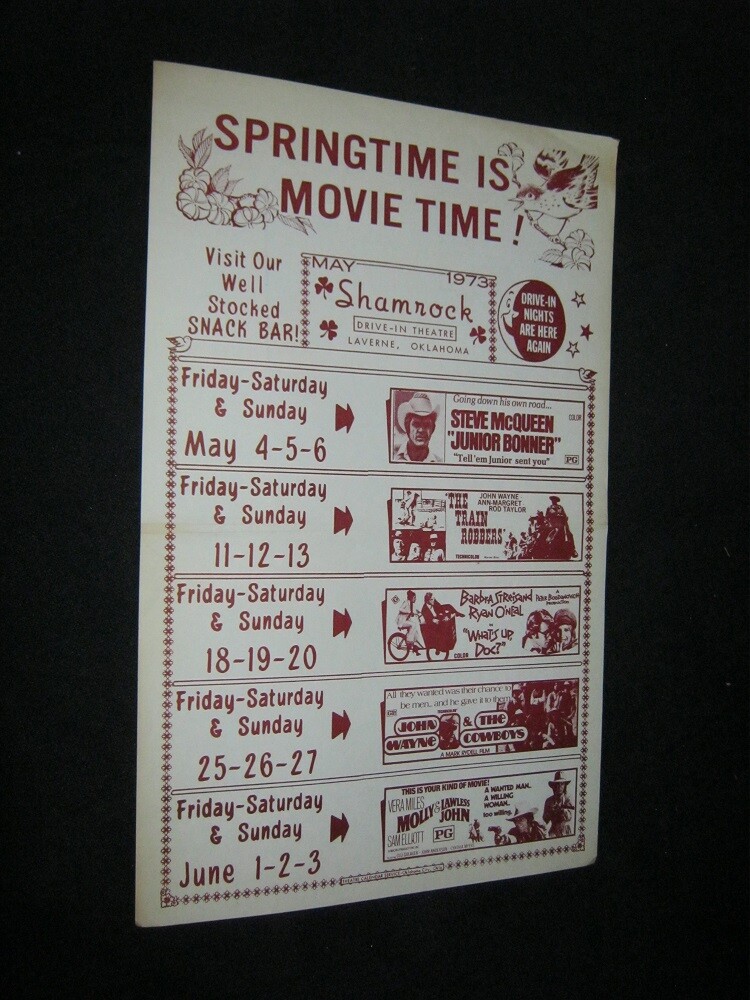 SPRINGTIME IS
MOVIE TIME!
Visit Our
Well
Stocked
SNACK BAR!
MAY
1973
Shamrock
DRIVE-IN THEATRE
LAVERNE, OKLAHOMA
DRIVE-IN
NIGHTS
ARE HERE
AGAIN
Friday-Saturday
& Sunday
May 4-5-6
Going down his own road...
STEVE McQUEEN
"JUNIOR BONNER"
COLOR
"Tell 'em Junior sent you"
PG
Friday-Saturday
& Sunday
11-12-13
JOHN WAYNE
ANN-MARGRET
ROD TAYLOR
"THE
TRAIN
ROBBERS"
TECHNICOLOR
Friday-Saturday
& Sunday
18-19-20
Barbra Streisand
Ryan O'Neal
A
Peter Bogdanovich
Production
in
"What's Up,
Doc?"
COLOR
Friday-Saturday
& Sunday
25-26-27
All they wanted was their chance to
be men...and he gave it to them.
JOHN
WAYNE
& THE
COWBOYS
A MARK RYDELL FILM
Friday-Saturday
& Sunday
June 1-2-3
THIS IS YOUR KIND OF MOVIE!
VERA MILES
MOLLY & LAWLESS
JOHN
SAM ELLIOTT
PG
A WANTED MAN.
A WILLING
WOMAN.
too willing.